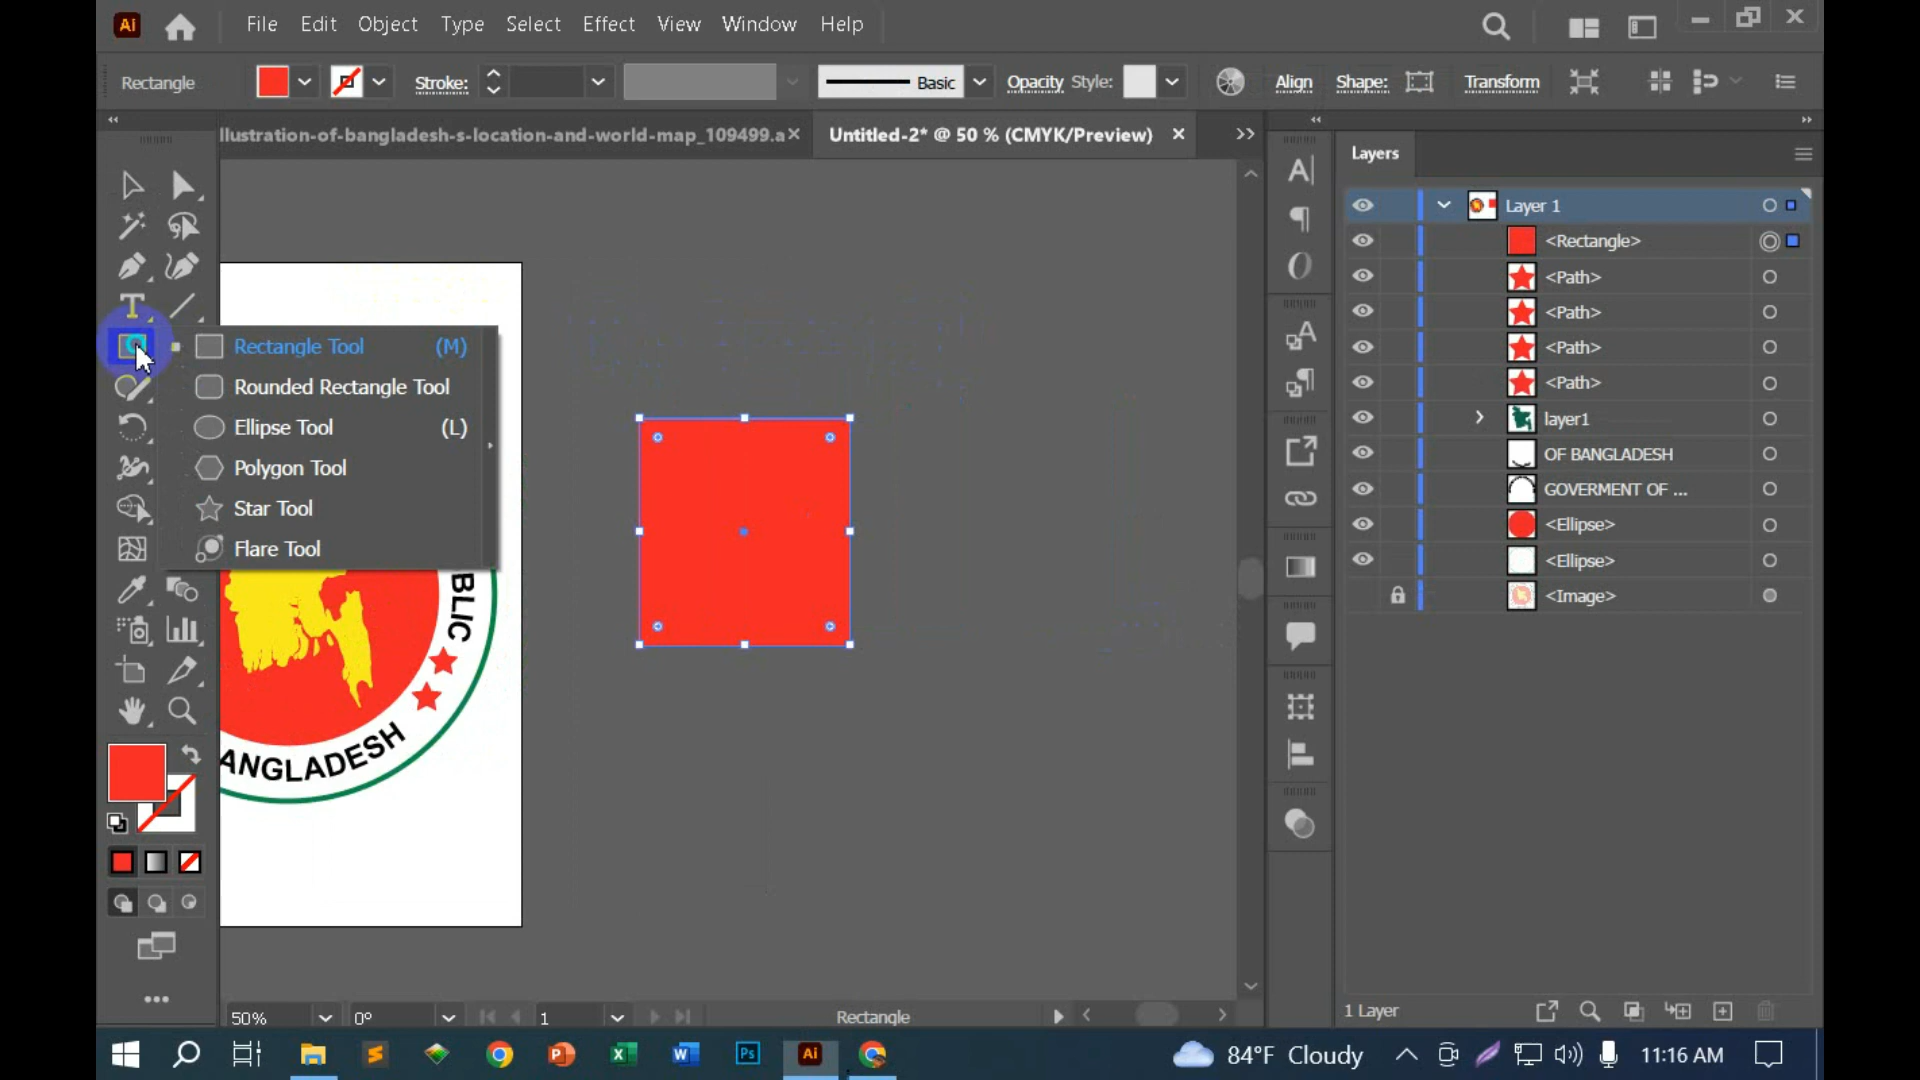 Ai File Edit Object Type Select Effect View Window Help
Rectangle Stroke: Basic Opacity Style: Align Shape: Transform
llustration-of-bangladesh-s-location-and-world-map_109499.a × Untitled-2* @ 50 % (CMYK/Preview) ×
Layers
Layer 1
<Rectangle>
<Path>
<Path>
<Path>
<Path>
layer1
OF BANGLADESH
GOVERMENT OF ...
<Ellipse>
<Ellipse>
<Image>
Rectangle Tool (M)
Rounded Rectangle Tool
Ellipse Tool (L)
Polygon Tool
Star Tool
Flare Tool
BLIC
ANGLADESH
50% 0° 1 Rectangle
1 Layer
Ps Ai 84°F Cloudy 11:16 AM